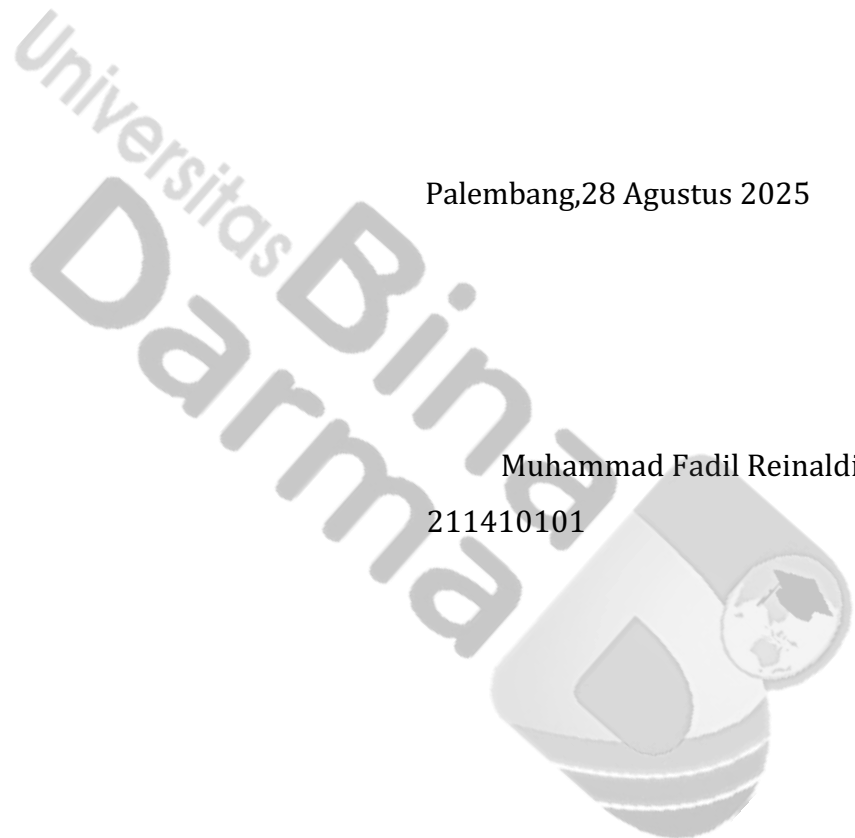 Universitas
Bina
Darma
Palembang,28 Agustus 2025
Muhammad Fadil Reinaldi
211410101